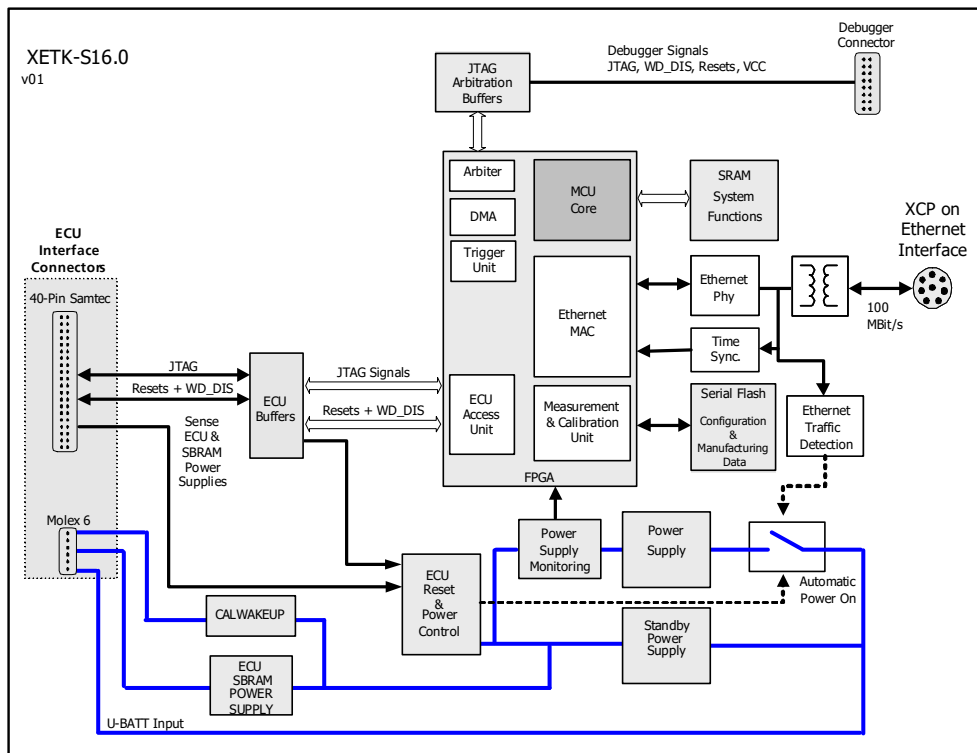 XETK-S16.0
v01
Debugger
Connector
Debugger Signals
JTAG, WD_DIS, Resets, VCC
JTAG
Arbitration
Buffers
Arbiter
DMA
Trigger
Unit
MCU
Core
SRAM
System
Functions
XCP on
Ethernet
Interface
ECU
Interface
Connectors
40-Pin Samtec
Ethernet
MAC
Ethernet
Phy
100
MBit/s
Time
Sync.
JTAG
Resets + WD_DIS
ECU
Buffers
JTAG Signals
Resets + WD_DIS
ECU
Access
Unit
Measurement
& Calibration
Unit
Serial Flash
Configuration
&
Manufacturing
Data
Ethernet
Traffic
Detection
Sense
ECU &
SBRAM
Power
Supplies
FPGA
Molex 6
Power
Supply
Monitoring
Power
Supply
Automatic
Power On
ECU
Reset
& Power
Control
CALWAKEUP
Standby
Power
Supply
ECU
SBRAM
POWER
SUPPLY
U-BATT Input